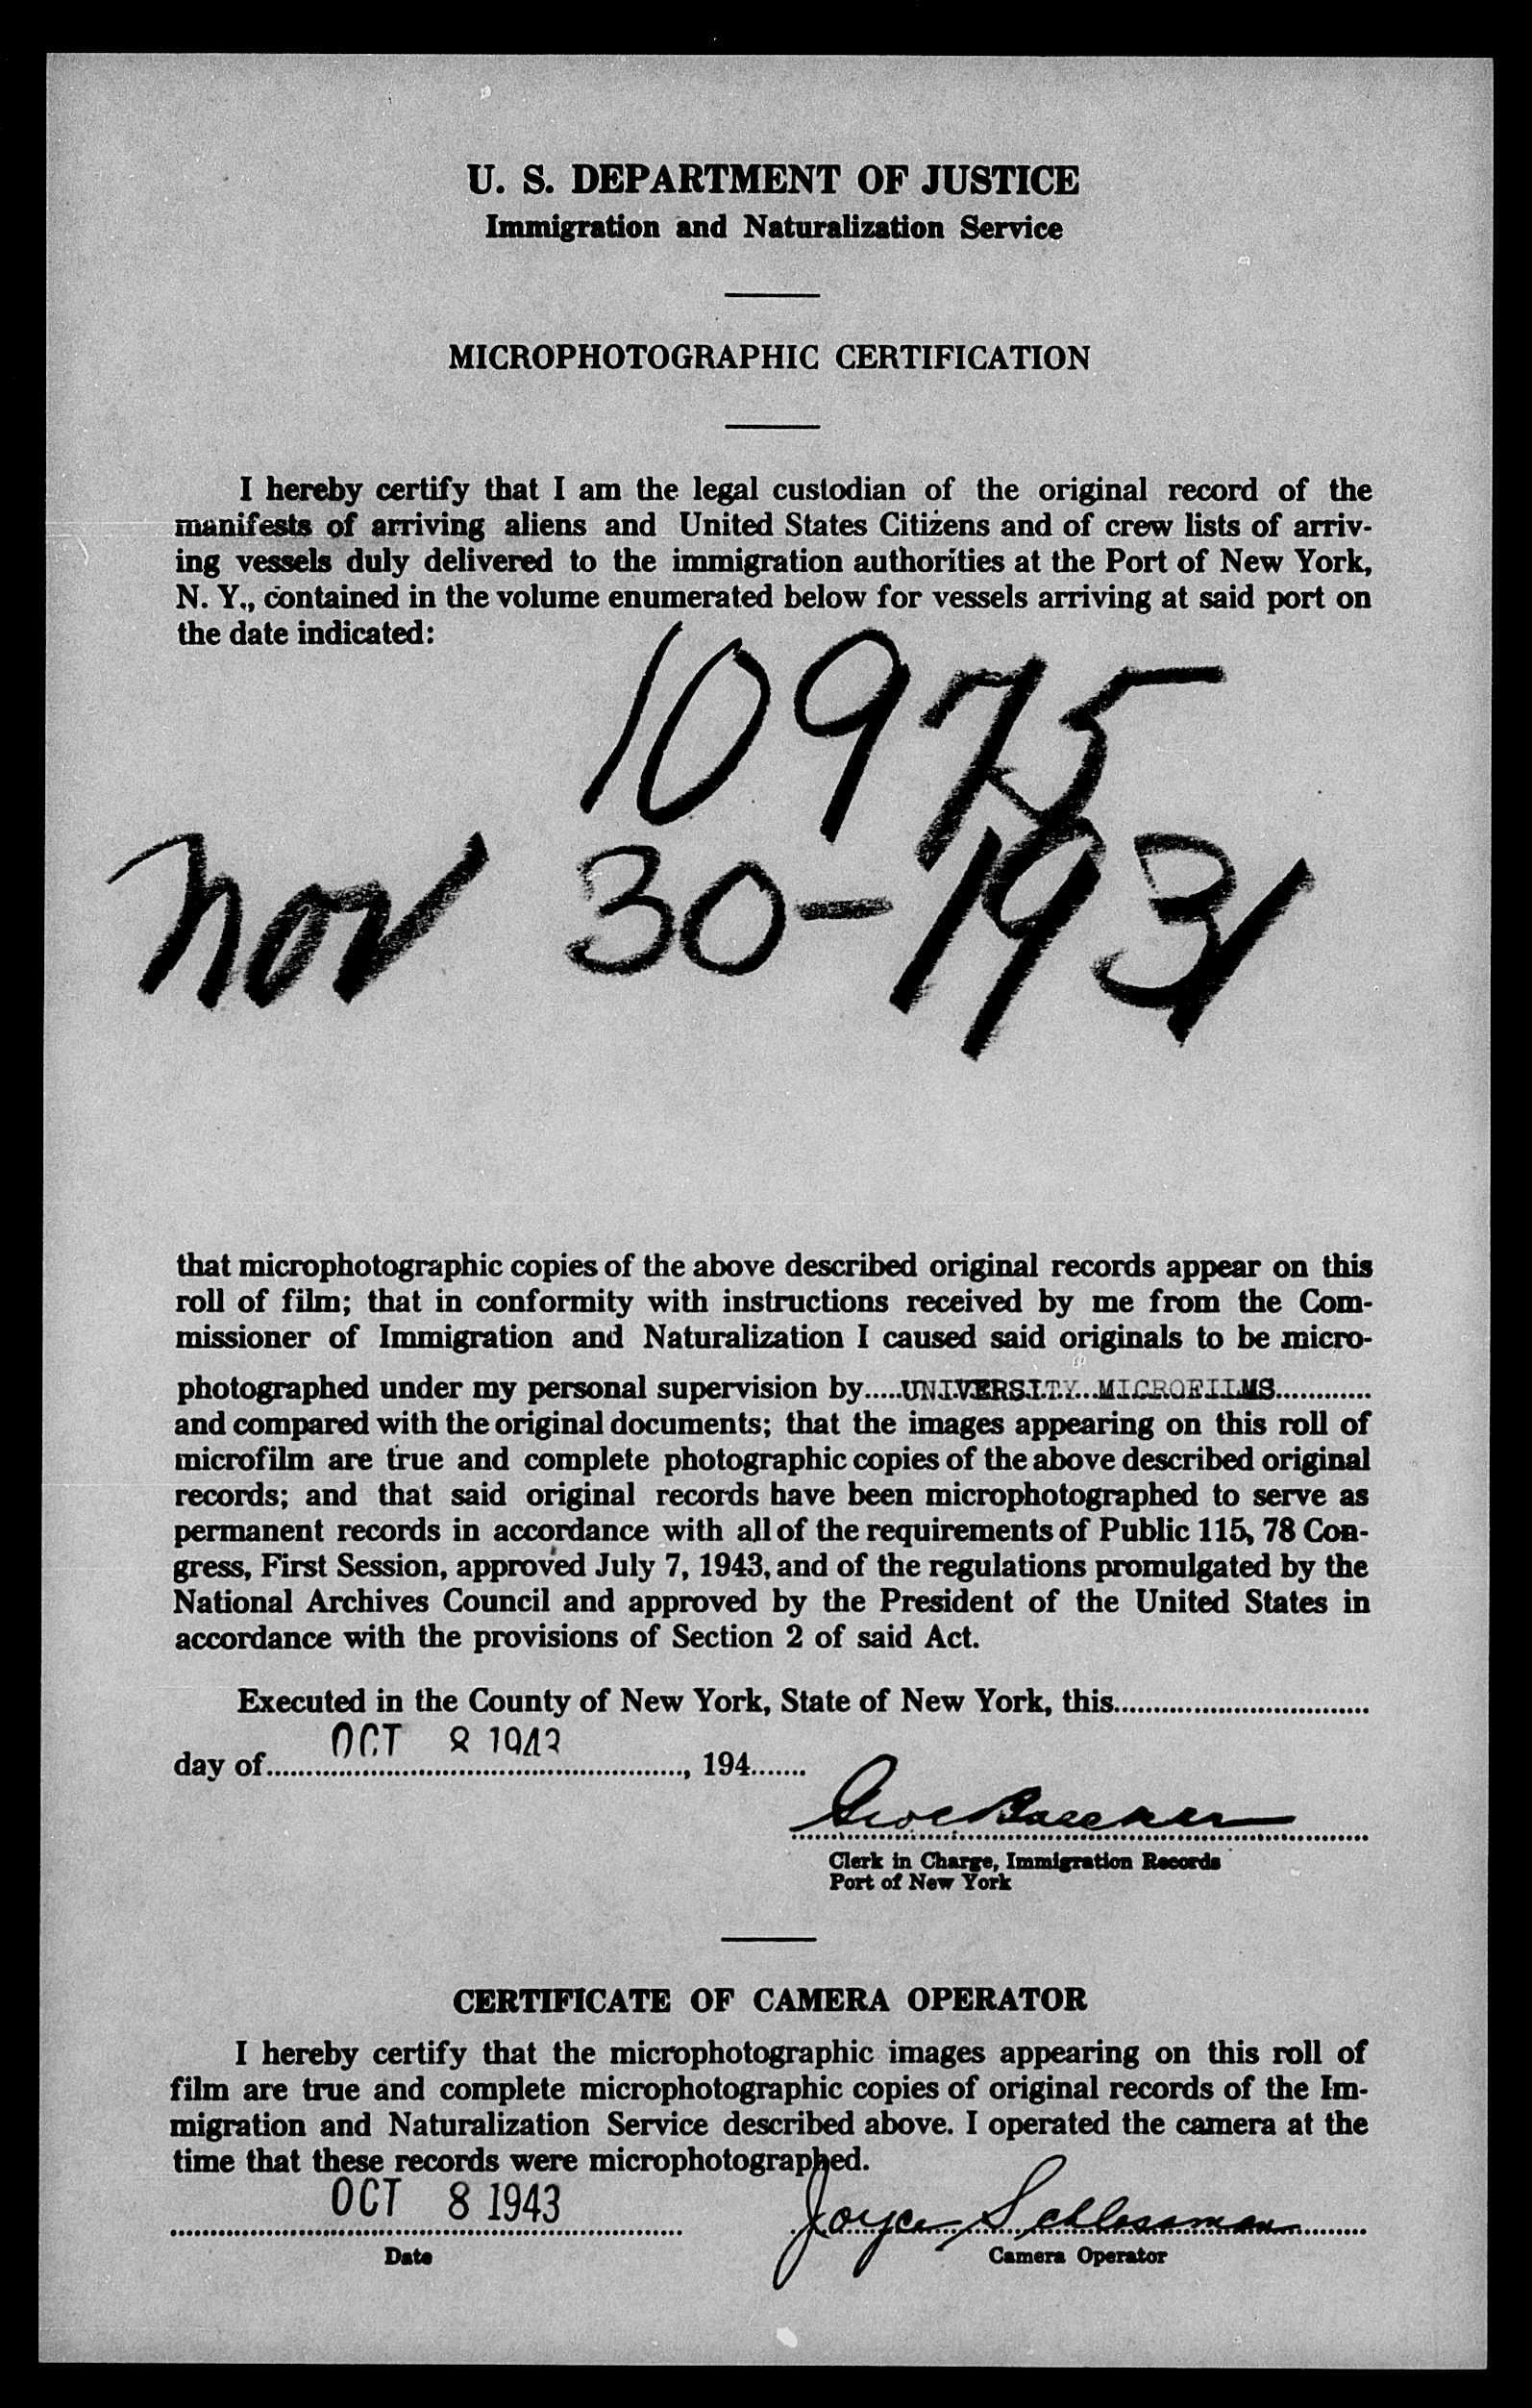 U. S. DEPARTMENT OF JUSTICE
Immigration and Naturalization Service
MICROPHOTOGRAPHIC CERTIFICATION
I hereby certify that I am the legal custodian of the original record of the
manifests of arriving aliens and United States Citizens and of crew lists of arriv-
ing vessels duly delivered to the immigration authorities at the Port of New York,
N. Y., contained in the volume enumerated below for vessels arriving at said port on
the date indicated:
10975
Nov 30-1931
that microphotographic copies of the above described original records appear on this
roll of film; that in conformity with instructions received by me from the Com-
missioner of Immigration and Naturalization I caused said originals to be micro-
photographed under my personal supervision by.....UNIVERSITY MICROFILMS............
and compared with the original documents; that the images appearing on this roll of
microfilm are true and complete photographic copies of the above described original
records; and that said original records have been microphotographed to serve as
permanent records in accordance with all of the requirements of Public 115, 78 Con-
gress, First Session, approved July 7, 1943, and of the regulations promulgated by the
National Archives Council and approved by the President of the United States in
accordance with the provisions of Section 2 of said Act.
Executed in the County of New York, State of New York, this................................
OCT 8 1943
day of...................................................., 194.......
Clerk in Charge, Immigration Records
Port of New York
CERTIFICATE OF CAMERA OPERATOR
I hereby certify that the microphotographic images appearing on this roll of
film are true and complete microphotographic copies of original records of the Im-
migration and Naturalization Service described above. I operated the camera at the
time that these records were microphotographed.
OCT 8 1943
Joyce Schlossman
Date
Camera Operator